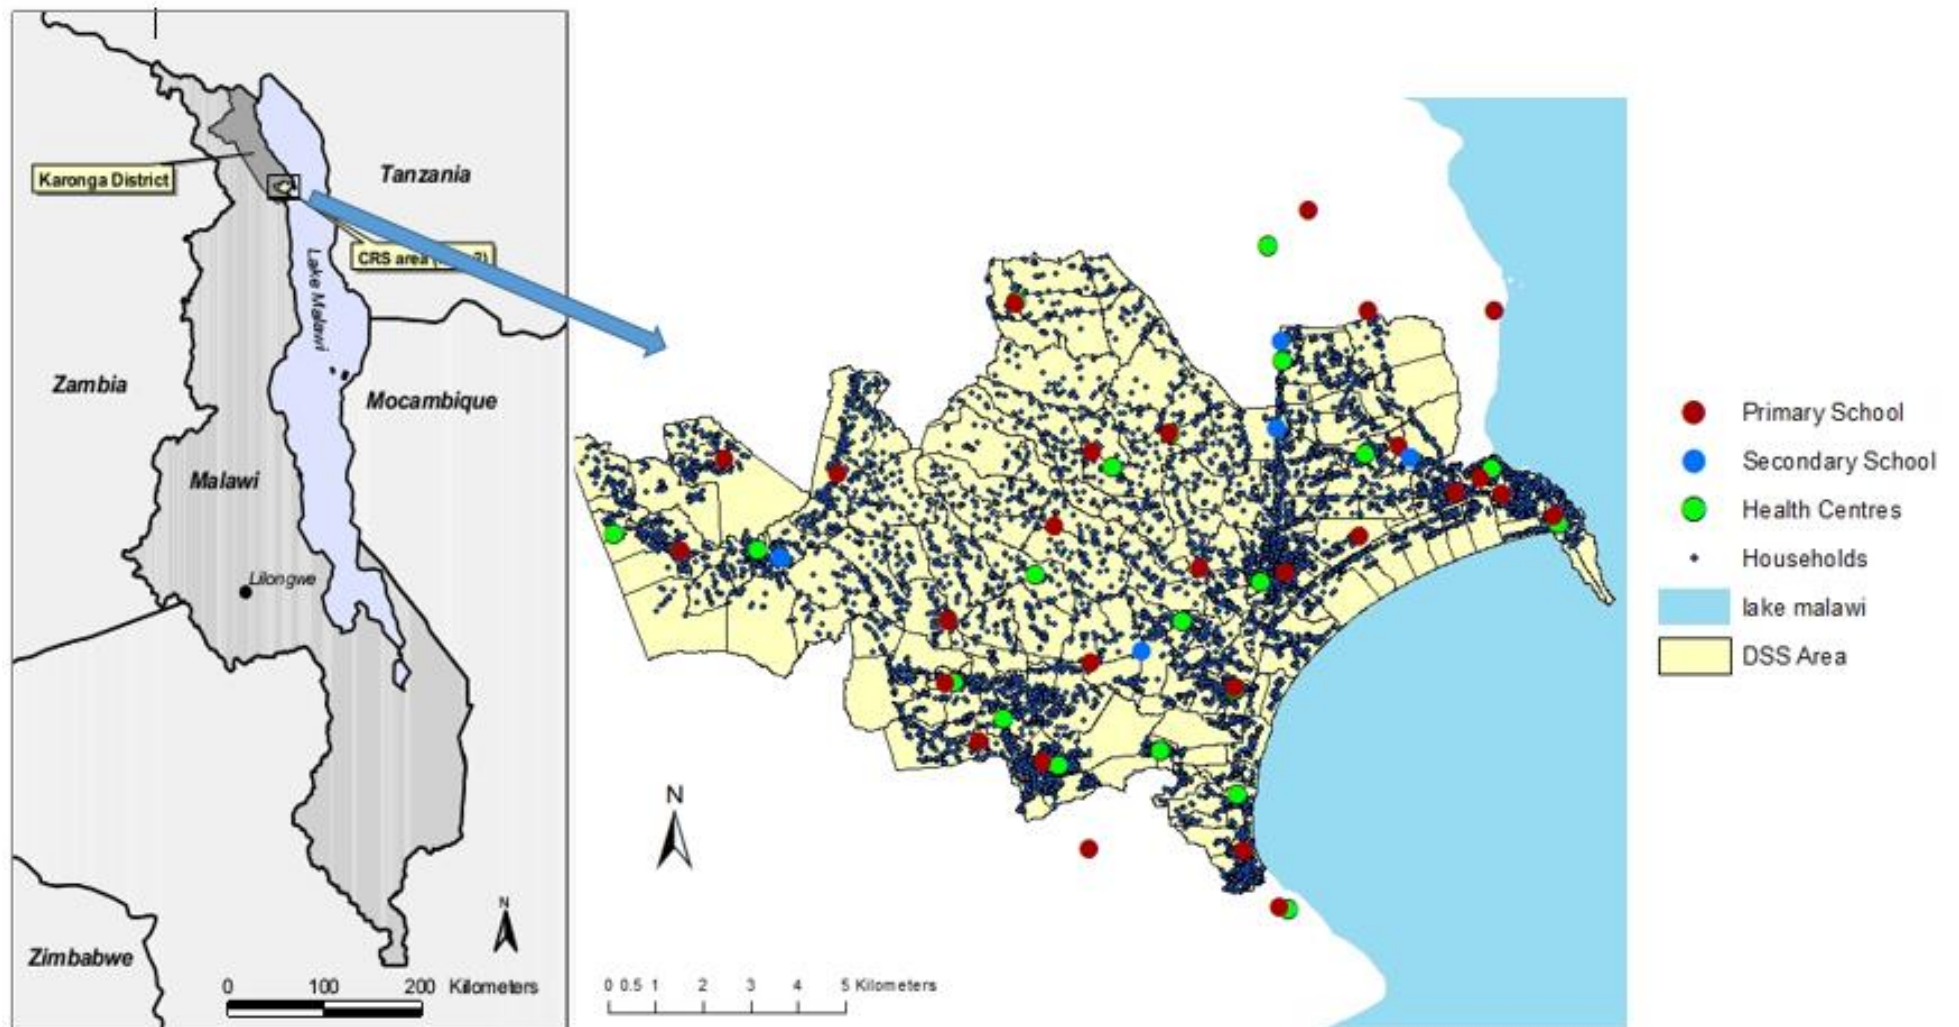 Karonga District
Tanzania
CRS area
Lake Malawi
Zambia
Mocambique
Malawi
Lilongwe
Zimbabwe
N
0 100 200 Kilometers
N
0 0.5 1 2 3 4 5 Kilometers
Primary School
Secondary School
Health Centres
Households
lake malawi
DSS Area